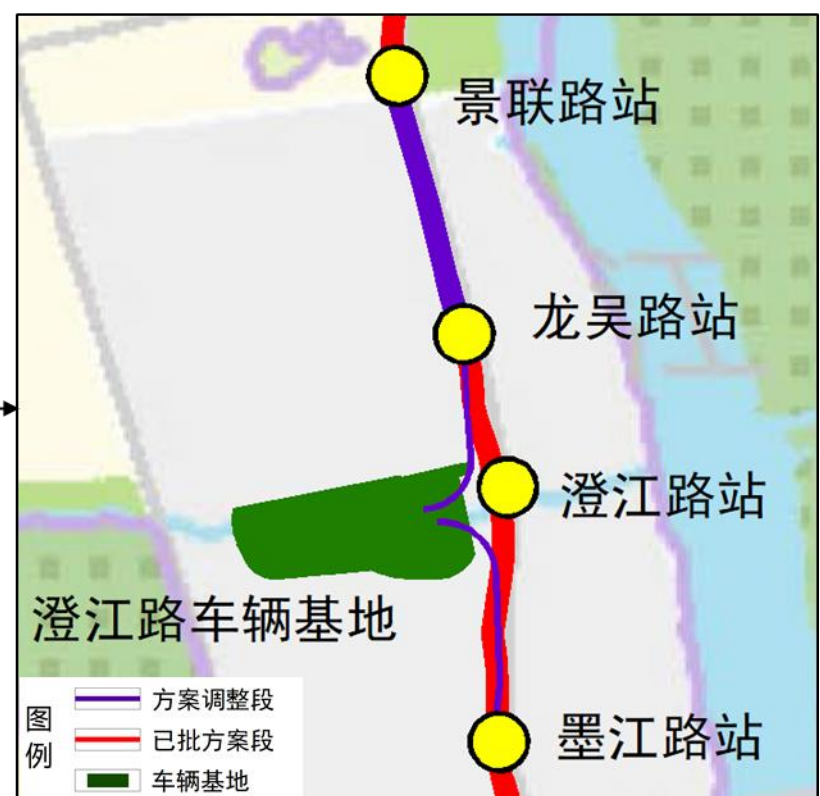 景联路站
龙吴路站
澄江路站
澄江路车辆基地
墨江路站
图例
方案调整段
已批方案段
车辆基地